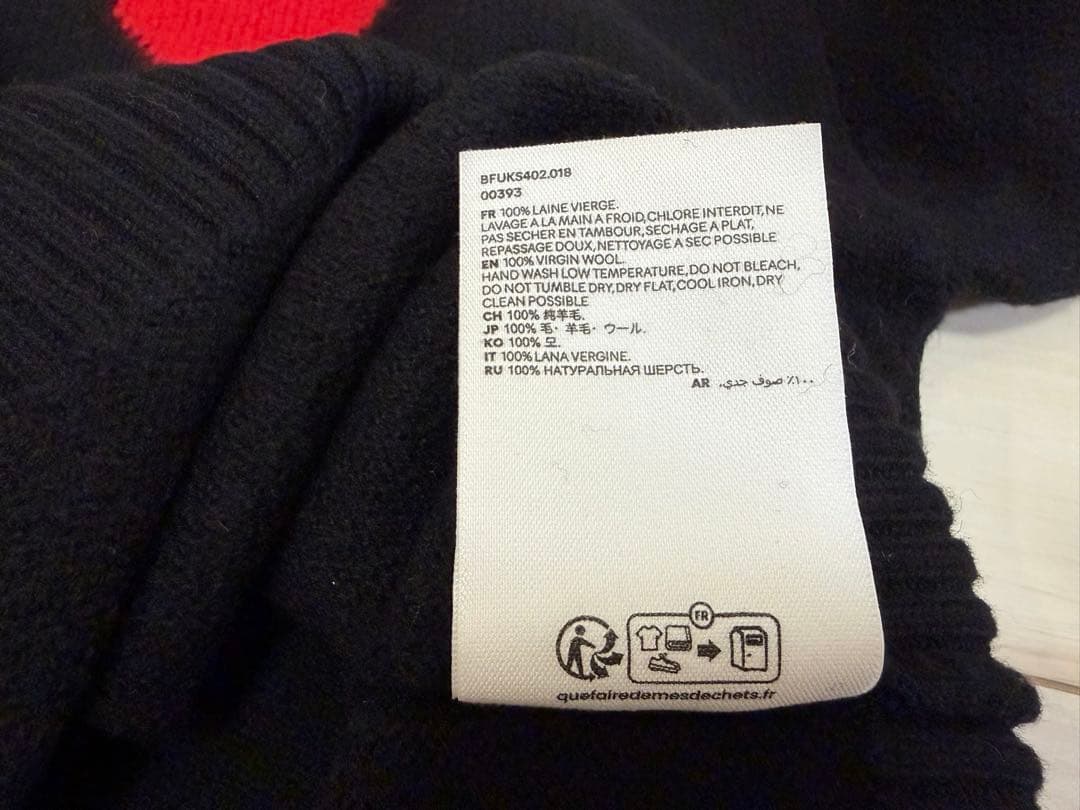 BFUKS402.018
00393
FR 100% LAINE VIERGE.
LAVAGE A LA MAIN A FROID, CHLORE INTERDIT, NE
PAS SECHER EN TAMBOUR, SECHAGE A PLAT,
REPASSAGE DOUX, NETTOYAGE A SEC POSSIBLE
EN 100% VIRGIN WOOL.
HAND WASH LOW TEMPERATURE, DO NOT BLEACH,
DO NOT TUMBLE DRY, DRY FLAT, COOL IRON, DRY
CLEAN POSSIBLE
CH 100% 纯羊毛.
JP 100% 毛・羊毛・ウール.
KO 100% 모.
IT 100% LANA VERGINE.
RU 100% НАТУРАЛЬНАЯ ШЕРСТЬ.
AR ١٠٠٪ صوف جدي.
FR
quefairedemesdechets.fr